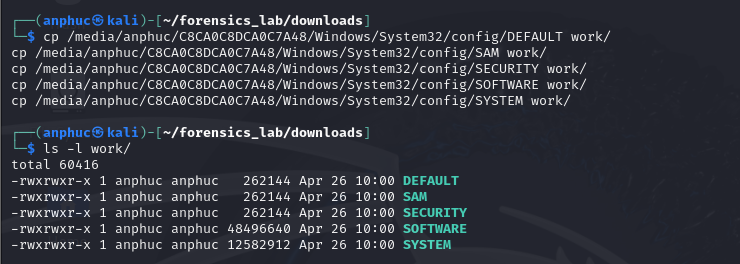 ┌──(anphuc㉿kali)-[~/forensics_lab/downloads]
└─$ cp /media/anphuc/C8CA0C8DCA0C7A48/Windows/System32/config/DEFAULT work/
cp /media/anphuc/C8CA0C8DCA0C7A48/Windows/System32/config/SAM work/
cp /media/anphuc/C8CA0C8DCA0C7A48/Windows/System32/config/SECURITY work/
cp /media/anphuc/C8CA0C8DCA0C7A48/Windows/System32/config/SOFTWARE work/
cp /media/anphuc/C8CA0C8DCA0C7A48/Windows/System32/config/SYSTEM work/
┌──(anphuc㉿kali)-[~/forensics_lab/downloads]
└─$ ls -l work/
total 60416
-rwxrwxr-x 1 anphuc anphuc   262144 Apr 26 10:00 DEFAULT
-rwxrwxr-x 1 anphuc anphuc   262144 Apr 26 10:00 SAM
-rwxrwxr-x 1 anphuc anphuc   262144 Apr 26 10:00 SECURITY
-rwxrwxr-x 1 anphuc anphuc 48496640 Apr 26 10:00 SOFTWARE
-rwxrwxr-x 1 anphuc anphuc 12582912 Apr 26 10:00 SYSTEM